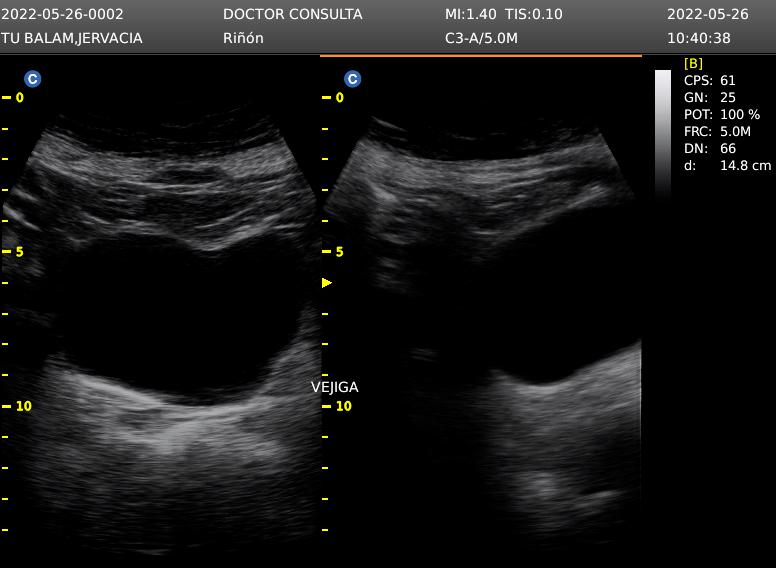 2022-05-26-0002 DOCTOR CONSULTA MI:1.40 TIS:0.10 2022-05-26
TU BALAM,JERVACIA Riñón C3-A/5.0M 10:40:38
C C
[B]
0 0
CPS: 61
GN: 25
POT: 100 %
FRC: 5.0M
DN: 66
d: 14.8 cm
5 5
VEJIGA
10 10